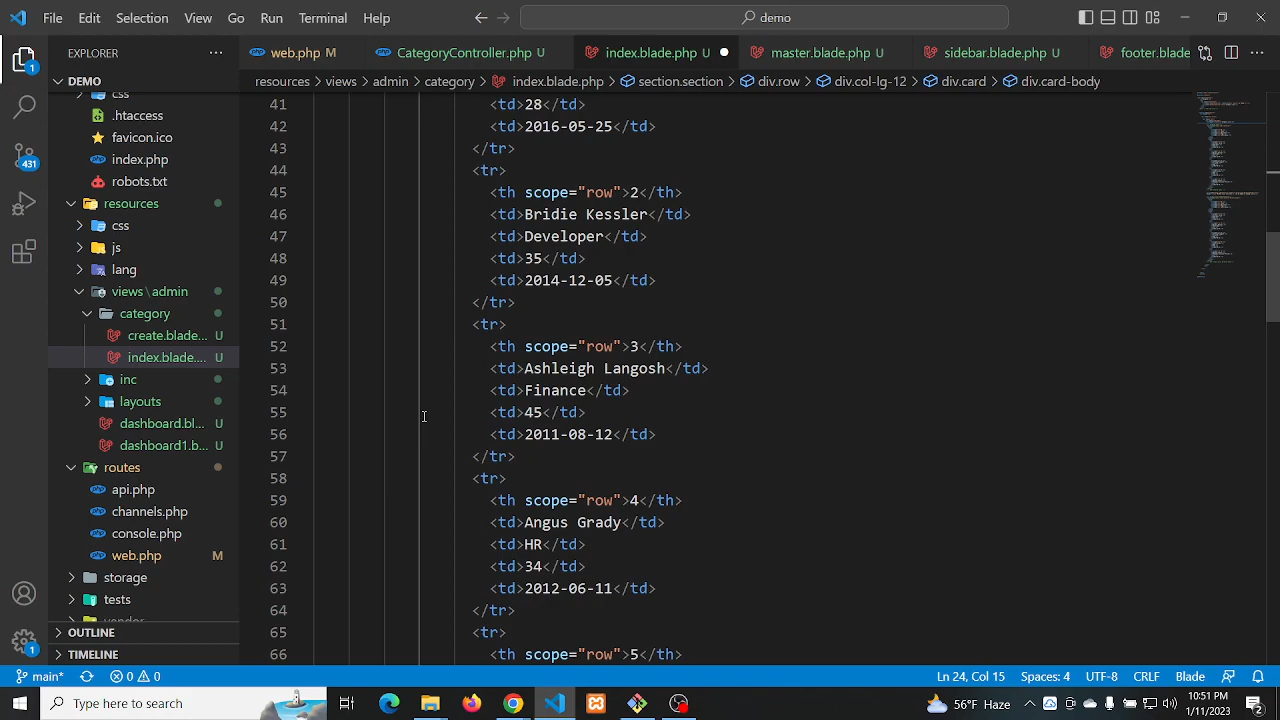 File Edit Selection View Go Run Terminal Help
demo
EXPLORER
web.php M
CategoryController.php U
index.blade.php U
master.blade.php U
sidebar.blade.php U
footer.blade
DEMO
resources > views > admin > category > index.blade.php > section.section > div.row > div.col-lg-12 > div.card > div.card-body
css
.htaccess
favicon.ico
index.php
robots.txt
resources
css
js
lang
views\admin
category
create.blade... U
index.blade.... U
inc
layouts
dashboard.bl... U
dashboard1.b... U
routes
api.php
channels.php
console.php
web.php M
storage
tests
vendor
OUTLINE
TIMELINE
1
431
1
41 <td>28</td>
42 <td>2016-05-25</td>
43 </tr>
44 <tr>
45 <th scope="row">2</th>
46 <td>Bridie Kessler</td>
47 <td>Developer</td>
48 <td>35</td>
49 <td>2014-12-05</td>
50 </tr>
51 <tr>
52 <th scope="row">3</th>
53 <td>Ashleigh Langosh</td>
54 <td>Finance</td>
55 <td>45</td>
56 <td>2011-08-12</td>
57 </tr>
58 <tr>
59 <th scope="row">4</th>
60 <td>Angus Grady</td>
61 <td>HR</td>
62 <td>34</td>
63 <td>2012-06-11</td>
64 </tr>
65 <tr>
66 <th scope="row">5</th>
main* 0 0 Ln 24, Col 15 Spaces: 4 UTF-8 CRLF Blade
Type here to search
56°F Haze
10:51 PM
1/11/2023
2